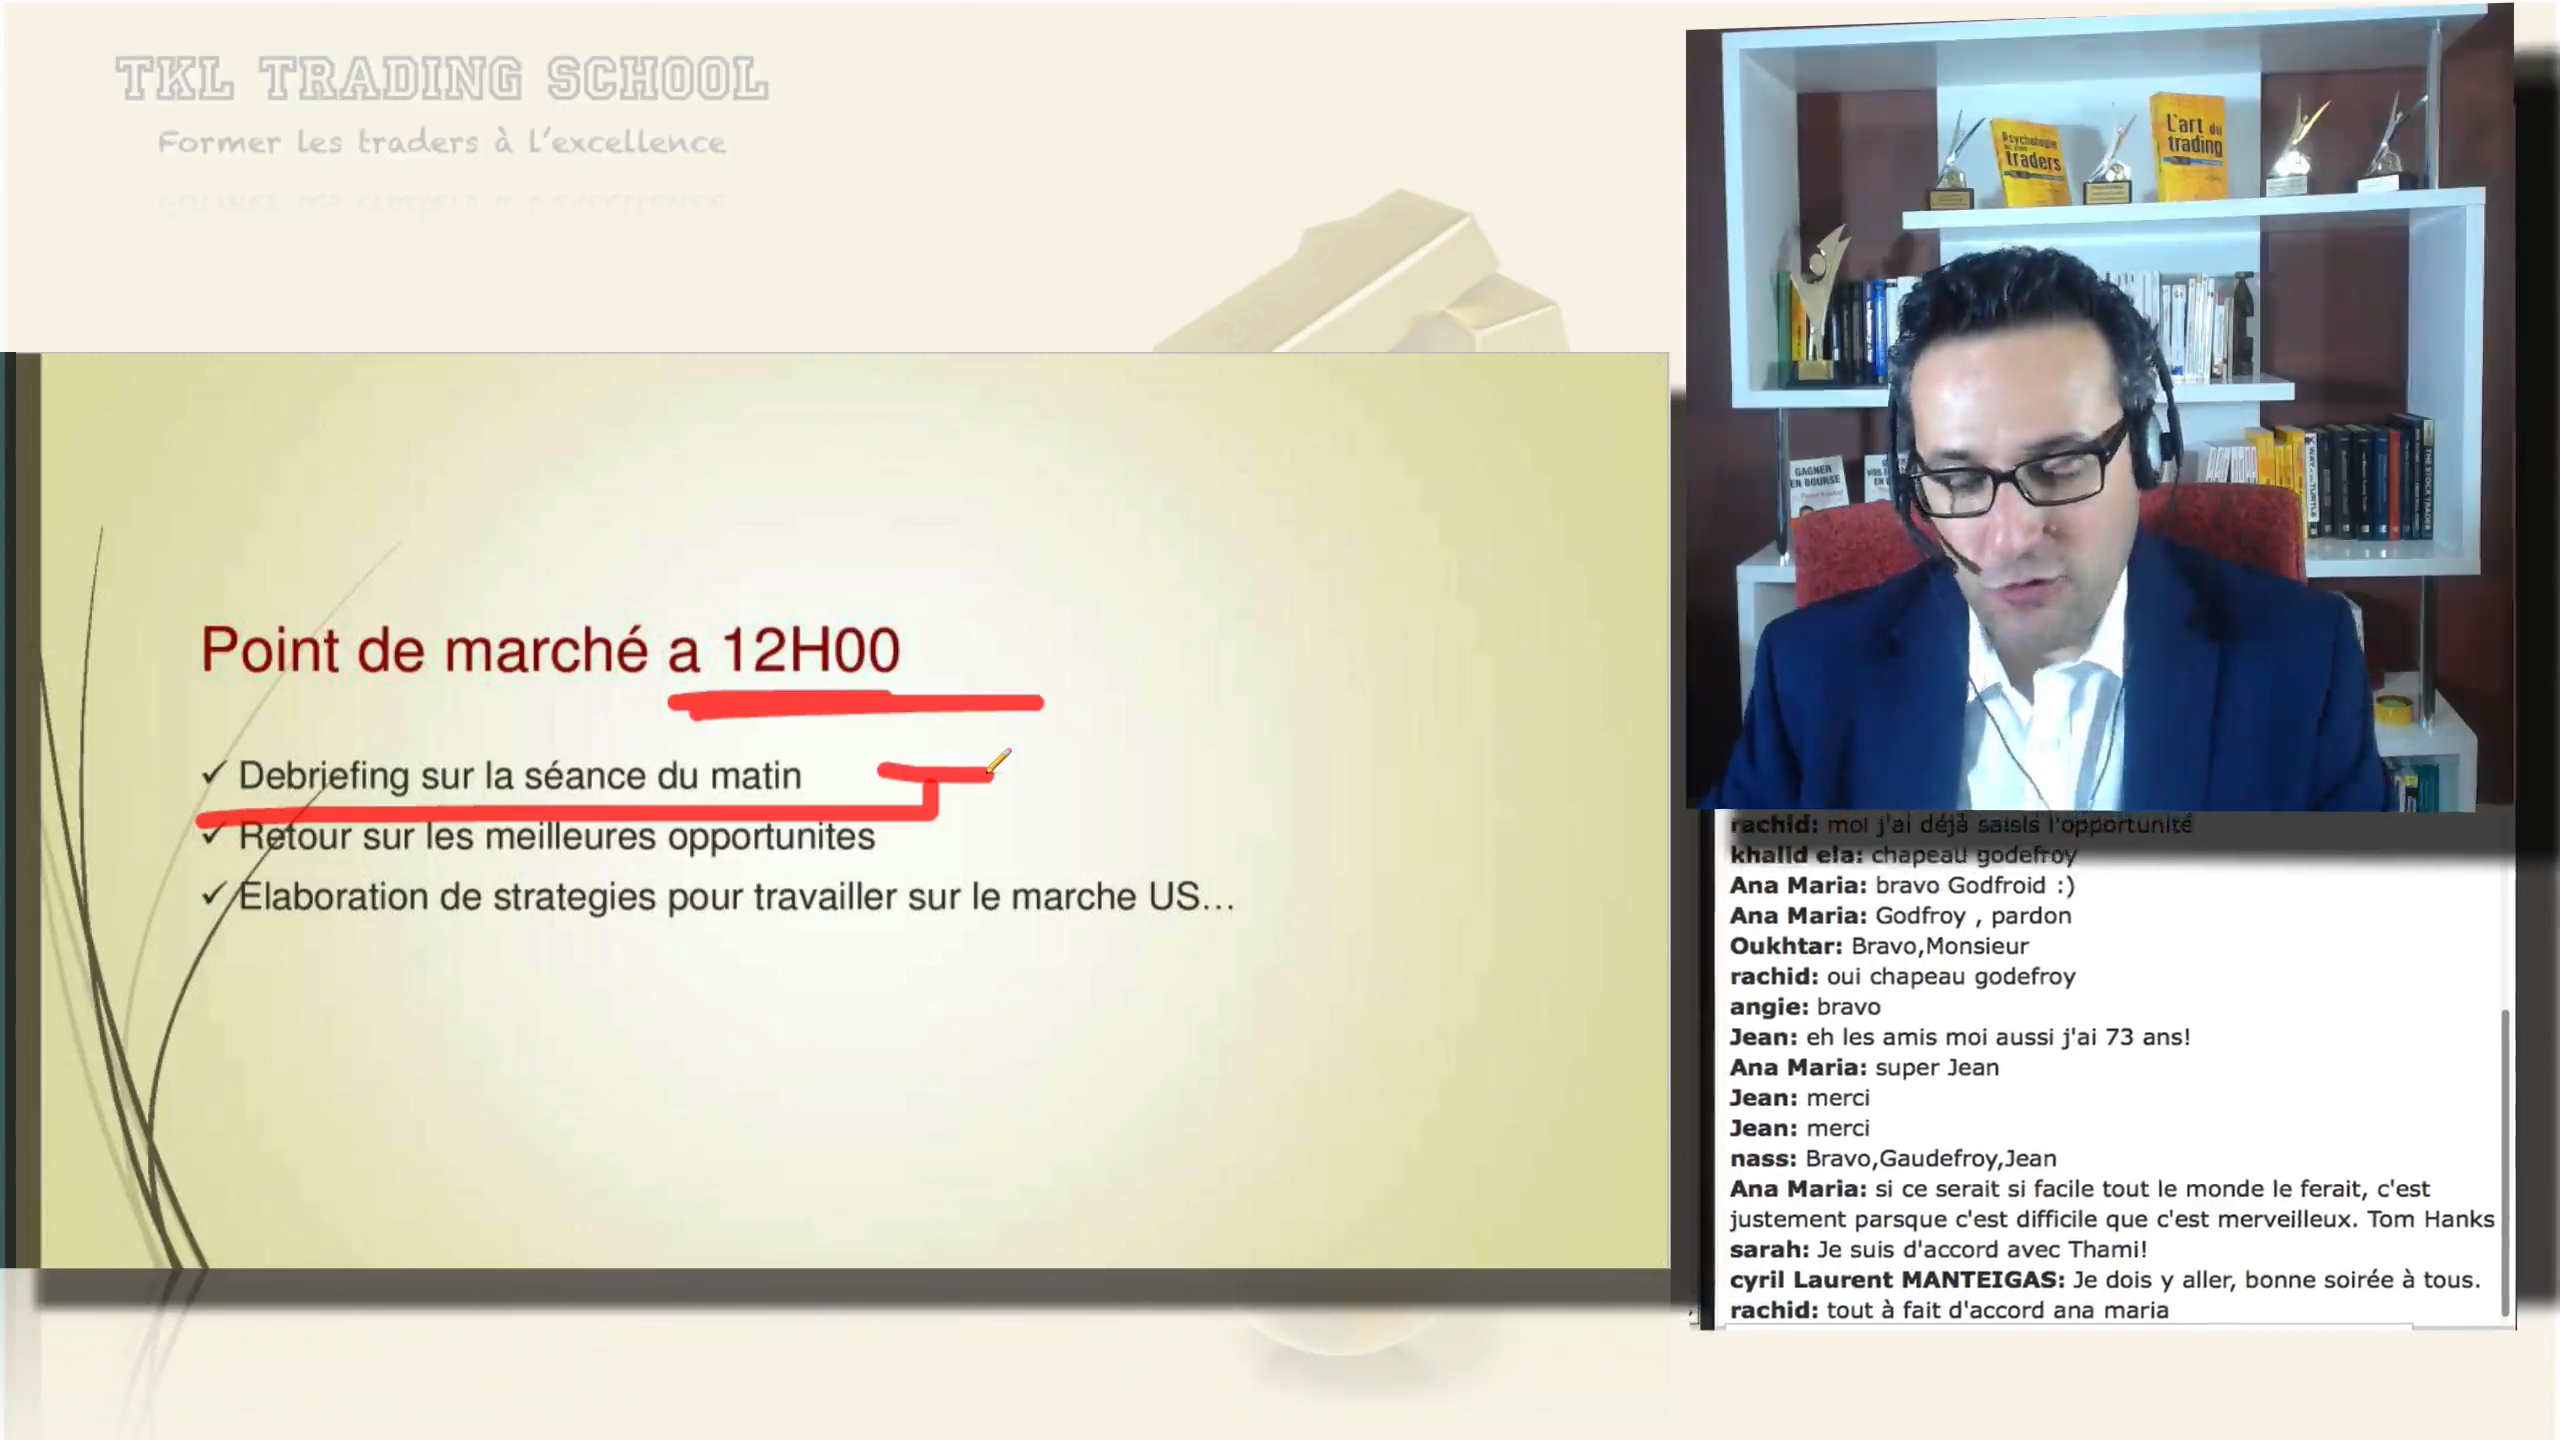 TKL TRADING SCHOOL
Former les traders à l'excellence
Point de marché a 12H00
✓ Debriefing sur la séance du matin
✓ Retour sur les meilleures opportunites
✓ Elaboration de strategies pour travailler sur le marche US...
Psychologie
traders
L'art du
trading
GAGNER
EN BOURSE
rachid: moi j'ai déjà saisis l'opportunité
khalid ela: chapeau godefroy
Ana Maria: bravo Godfroid :)
Ana Maria: Godfroy , pardon
Oukhtar: Bravo,Monsieur
rachid: oui chapeau godefroy
angie: bravo
Jean: eh les amis moi aussi j'ai 73 ans!
Ana Maria: super Jean
Jean: merci
Jean: merci
nass: Bravo,Gaudefroy,Jean
Ana Maria: si ce serait si facile tout le monde le ferait, c'est
justement parsque c'est difficile que c'est merveilleux. Tom Hanks
sarah: Je suis d'accord avec Thami!
cyril Laurent MANTEIGAS: Je dois y aller, bonne soirée à tous.
rachid: tout à fait d'accord ana maria